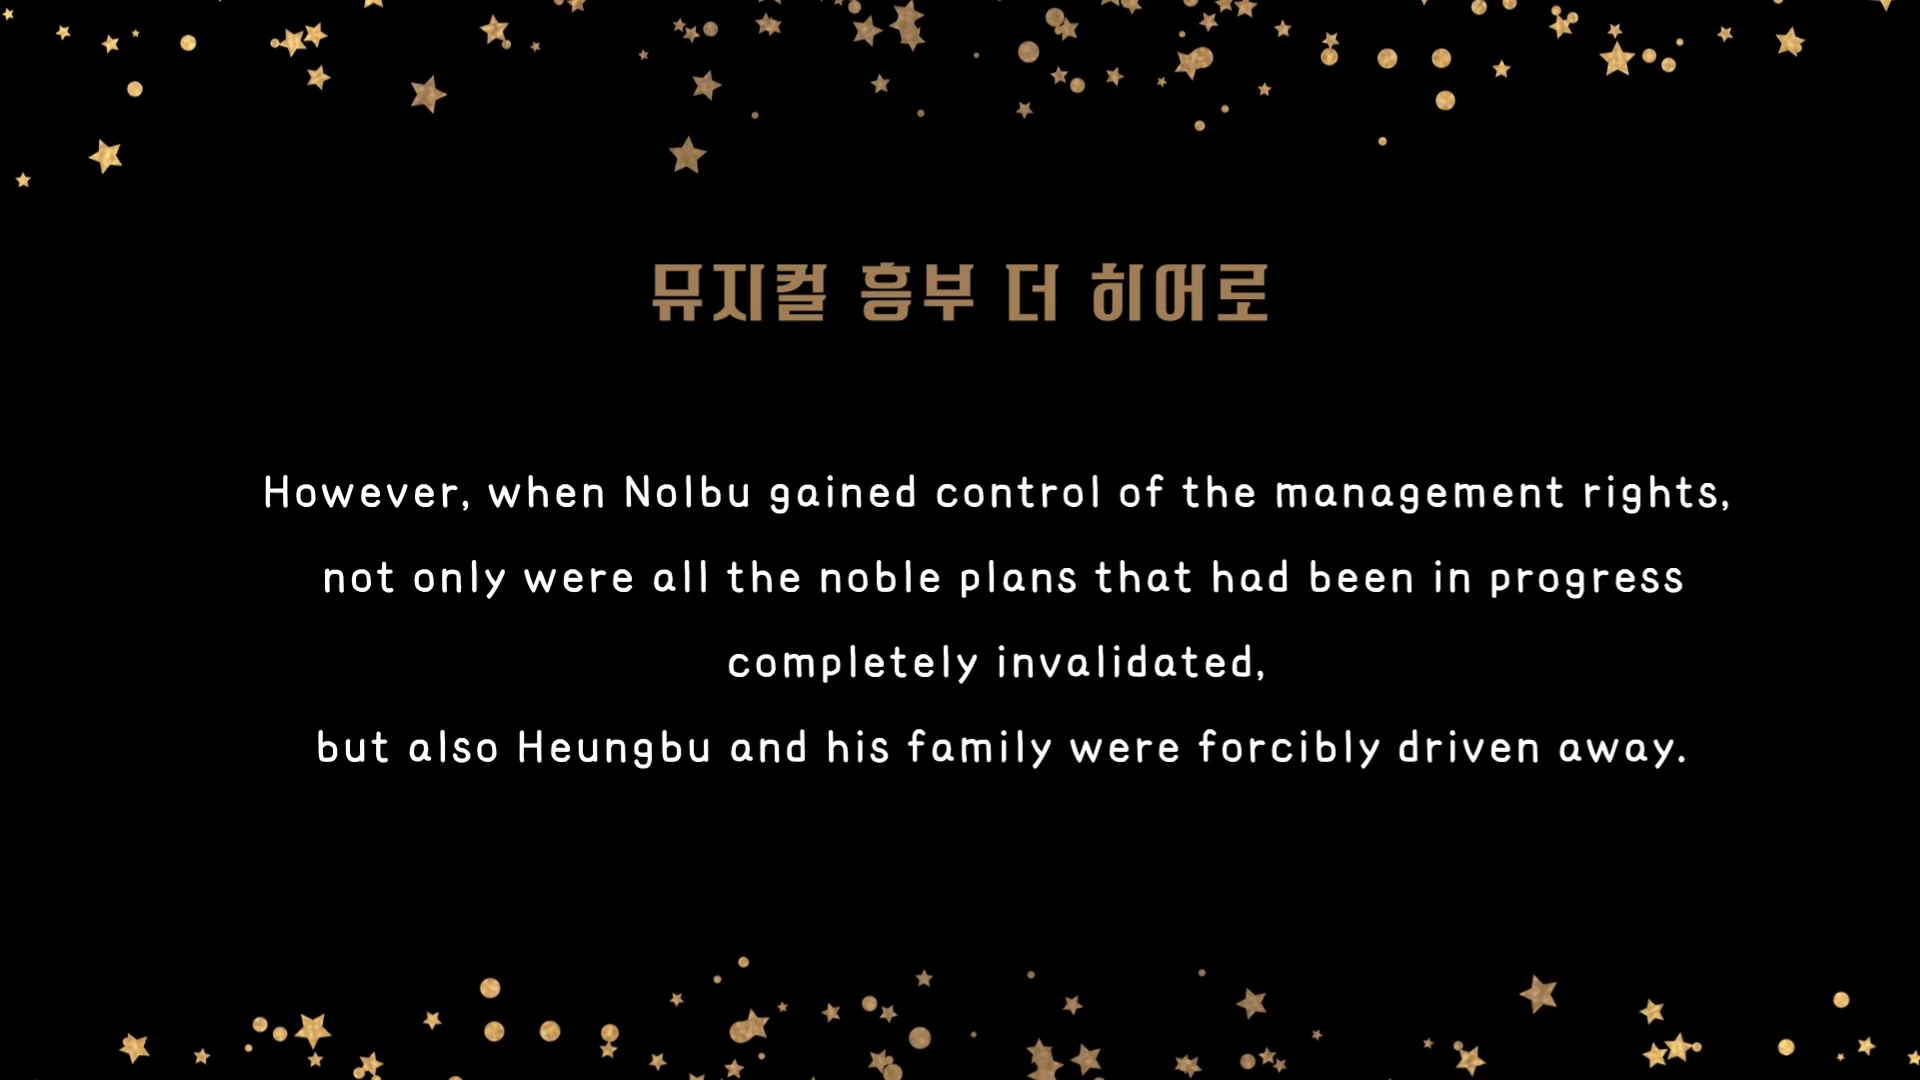 뮤지컬 흥부 더 히어로
However, when Nolbu gained control of the management rights,
not only were all the noble plans that had been in progress
completely invalidated,
but also Heungbu and his family were forcibly driven away.